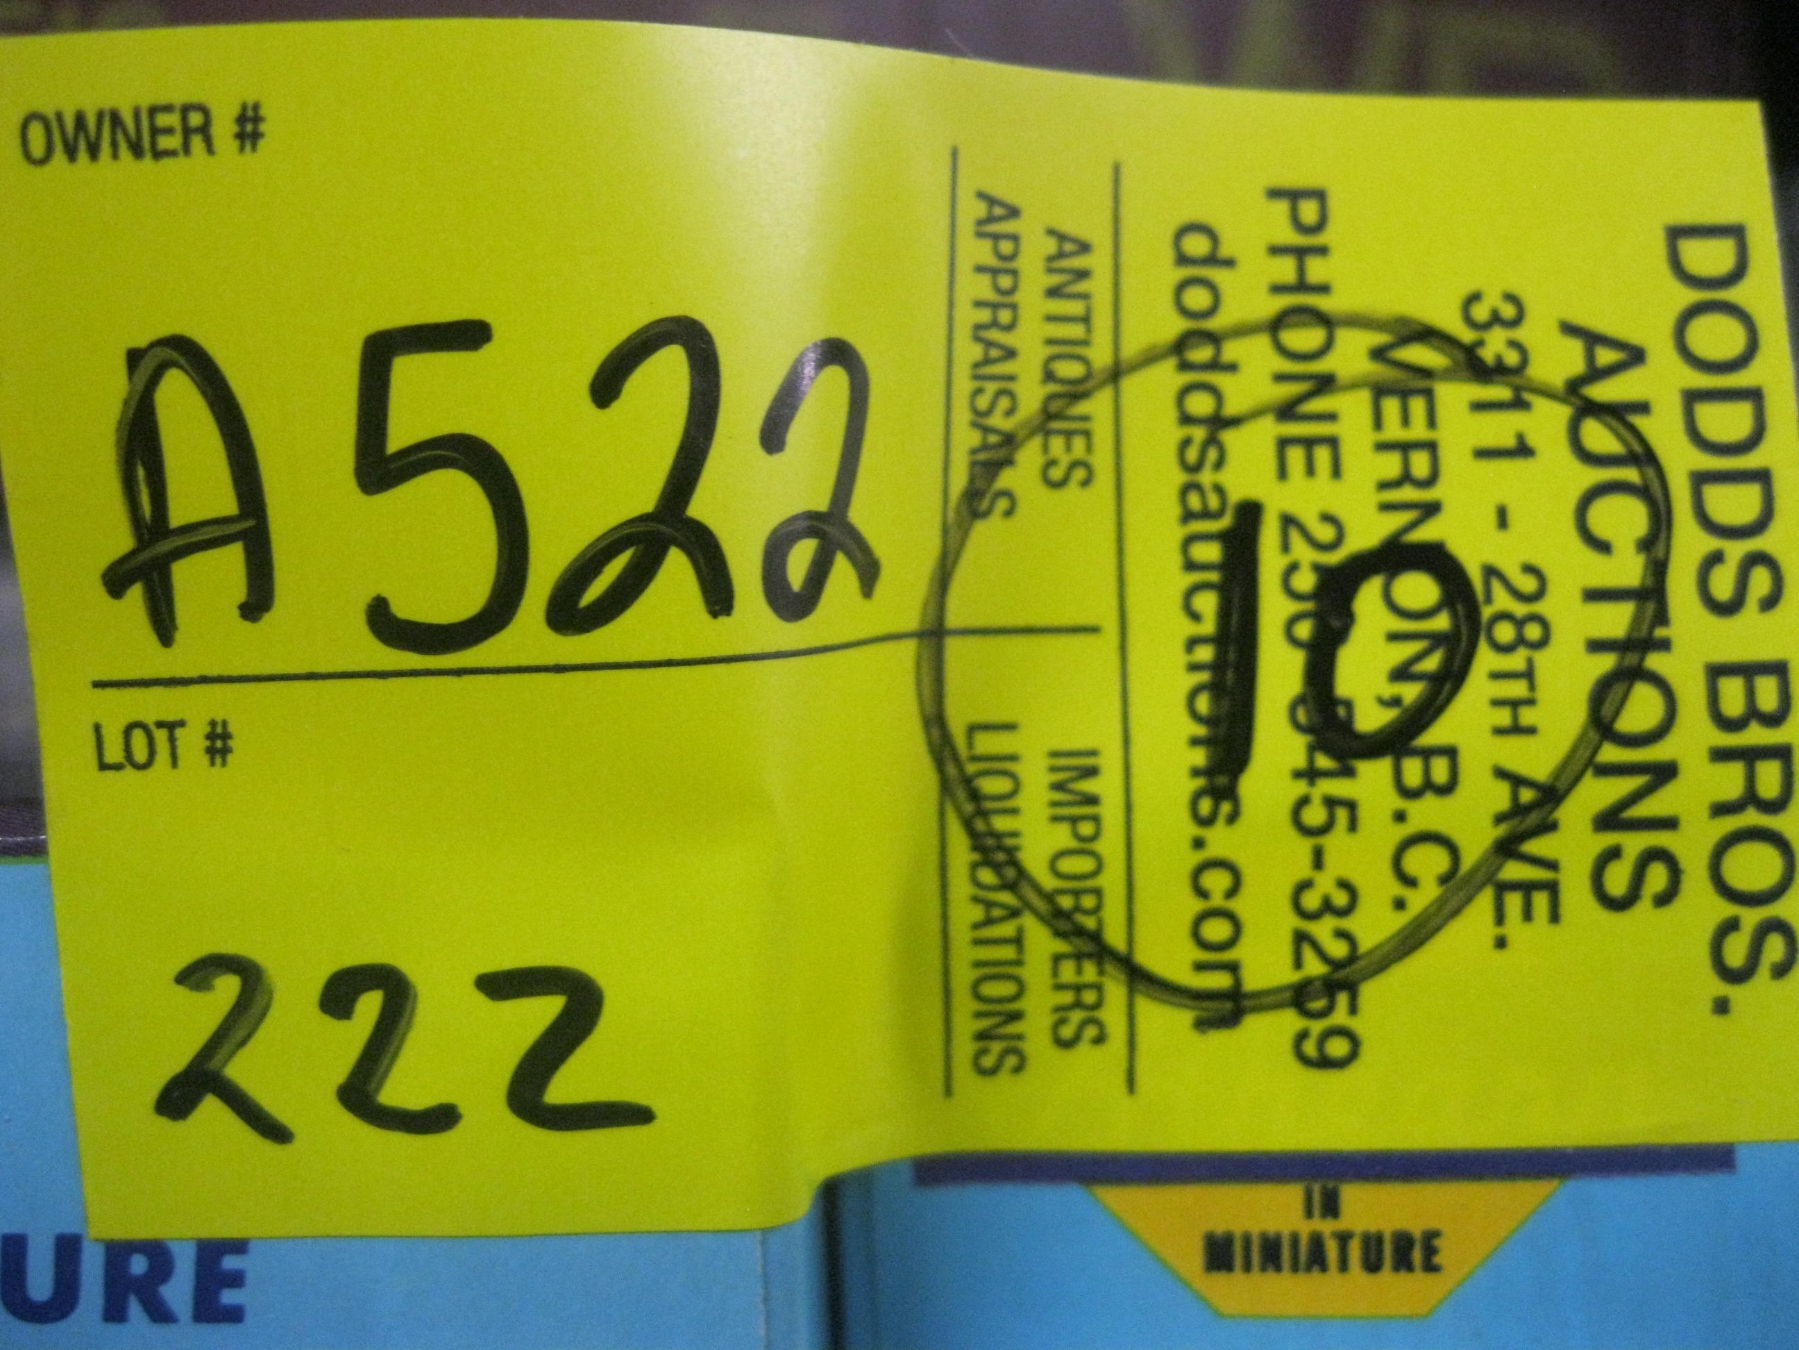 OWNER #
A 522
LOT #
222
DODDS BROS.
AUCTIONS
3311 - 28TH AVE.
VERNON, B.C.
PHONE 250-545-3259
doddsauctions.com
ANTIQUES IMPORTERS
APPRAISALS LIQUIDATIONS
10
URE
IN
MINIATURE